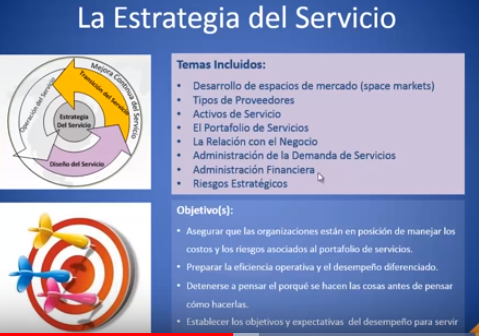 La Estrategia del Servicio
Mejora Continua del Servicio
Transición del Servicio
Operación del Servicio
Estrategia
Del Servicio
Diseño del Servicio
Temas Incluidos:
• Desarrollo de espacios de mercado (space markets)
• Tipos de Proveedores
• Activos de Servicio
• El Portafolio de Servicios
• La Relación con el Negocio
• Administración de la Demanda de Servicios
• Administración Financiera
• Riesgos Estratégicos
Objetivo(s):
• Asegurar que las organizaciones están en posición de manejar los
costos y los riesgos asociados al portafolio de servicios.
• Preparar la eficiencia operativa y el desempeño diferenciado.
• Detenerse a pensar el porqué se hacen las cosas antes de pensar
cómo hacerlas.
• Establecer los objetivos y expectativas del desempeño para servir